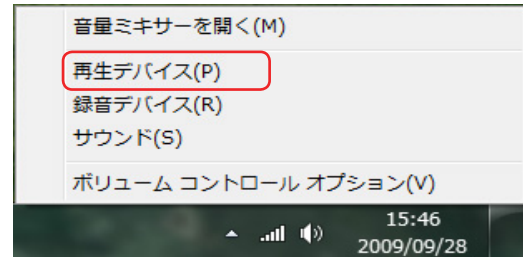 音量ミキサーを開く(M)
再生デバイス(P)
録音デバイス(R)
サウンド(S)
ボリューム コントロール オプション(V)
15:46
2009/09/28